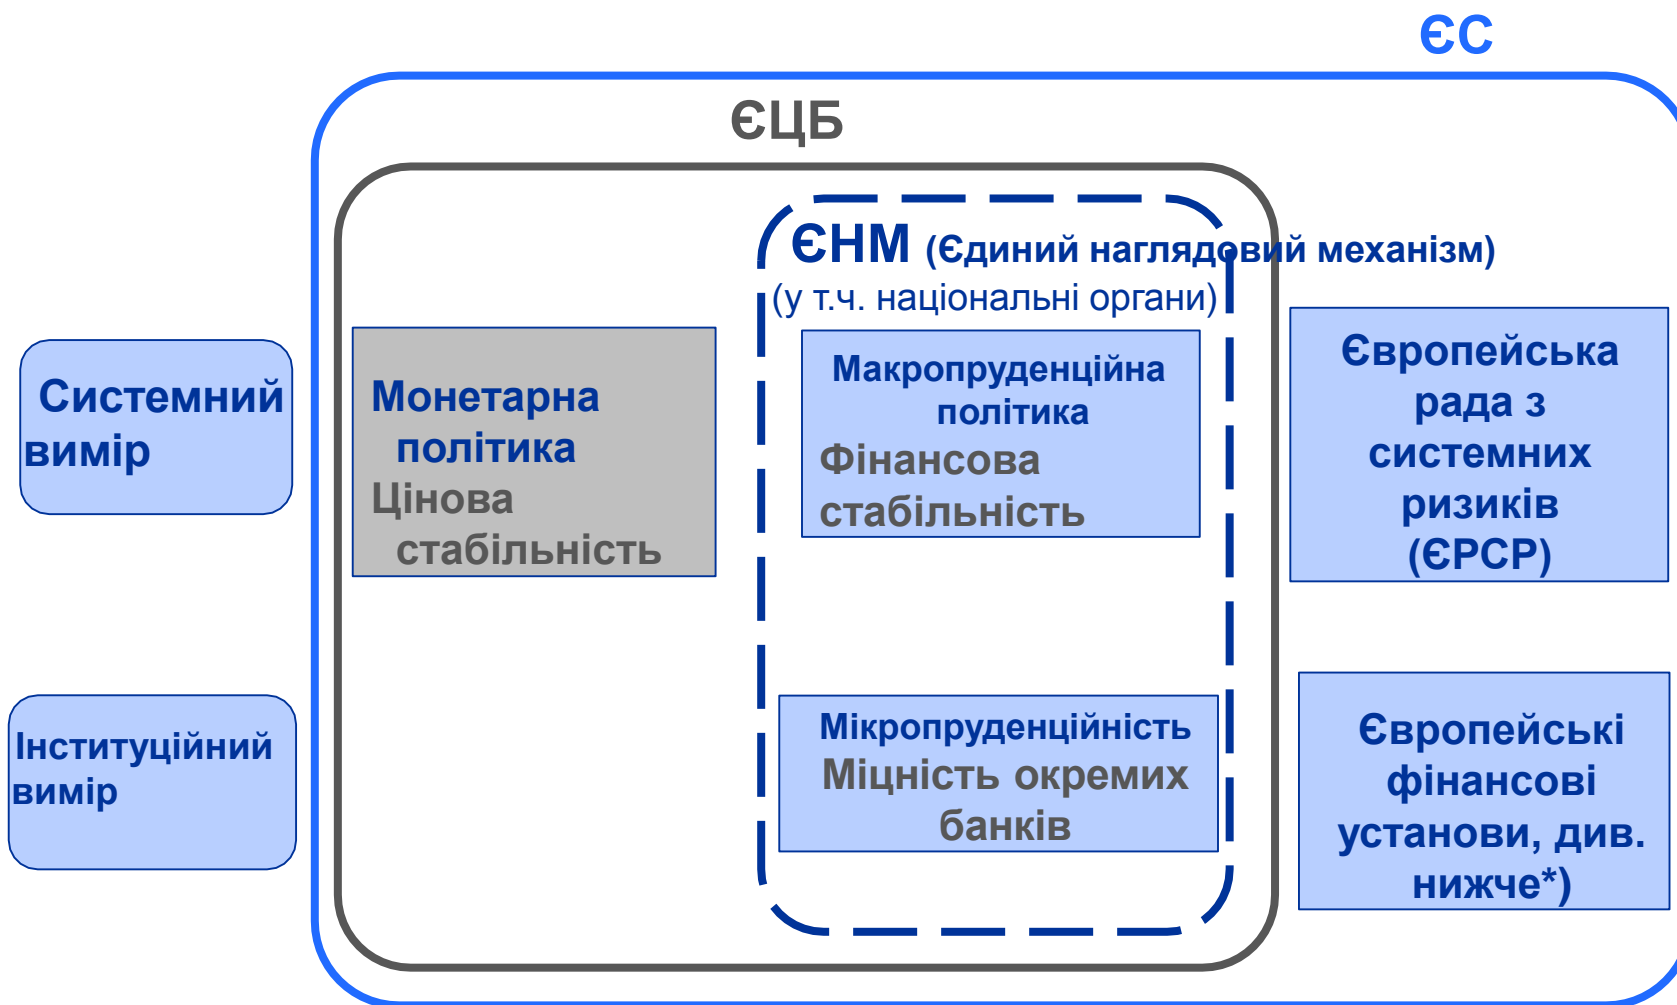 ЄС
ЄЦБ
ЄНМ (Єдиний наглядовий механізм)
(у т.ч. національні органи)
Системний
вимір
Монетарна
політика
Цінова
стабільність
Макропруденційна
політика
Фінансова
стабільність
Європейська
рада з
системних
ризиків
(ЄРСР)
Інституційний
вимір
Мікропруденційність
Міцність окремих
банків
Європейські
фінансові
установи, див.
нижче*)